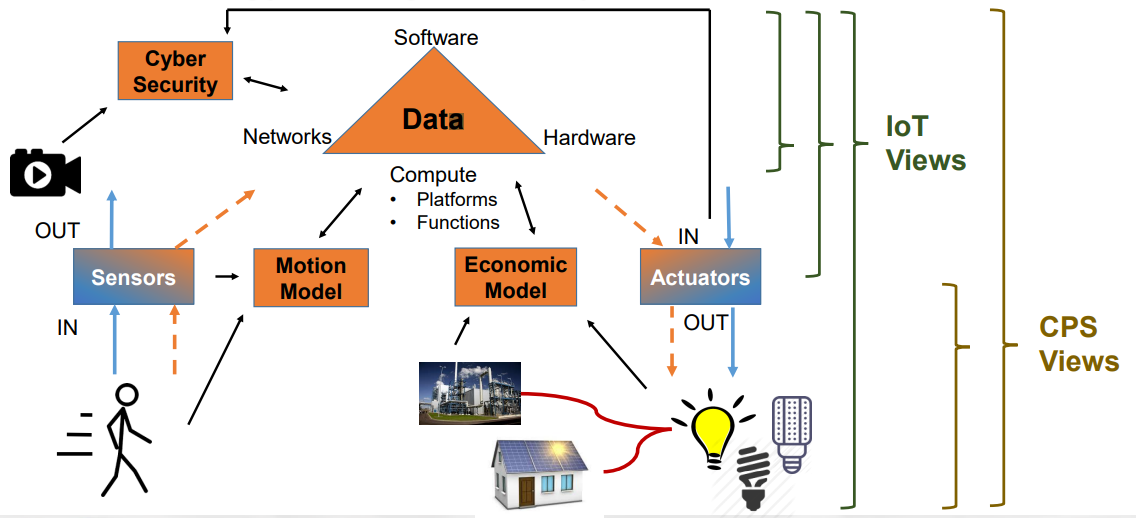 Software
Cyber
Security
Data
Networks
Hardware
IoT
Views
Compute
• Platforms
• Functions
OUT
IN
Sensors
Motion
Model
Economic
Model
Actuators
IN
OUT
CPS
Views